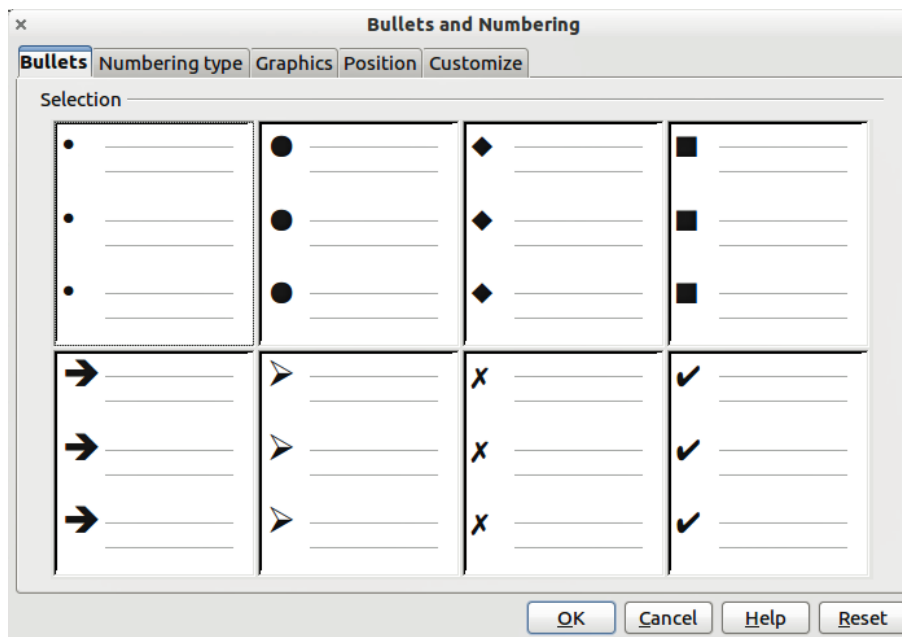 Bullets and Numbering
Bullets Numbering type Graphics Position Customize
Selection
OK Cancel Help Reset